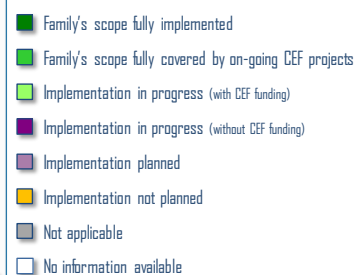 Family's scope fully implemented
Family's scope fully covered by on-going CEF projects
Implementation in progress (with CEF funding)
Implementation in progress (without CEF funding)
Implementation planned
Implementation not planned
Not applicable
No information available